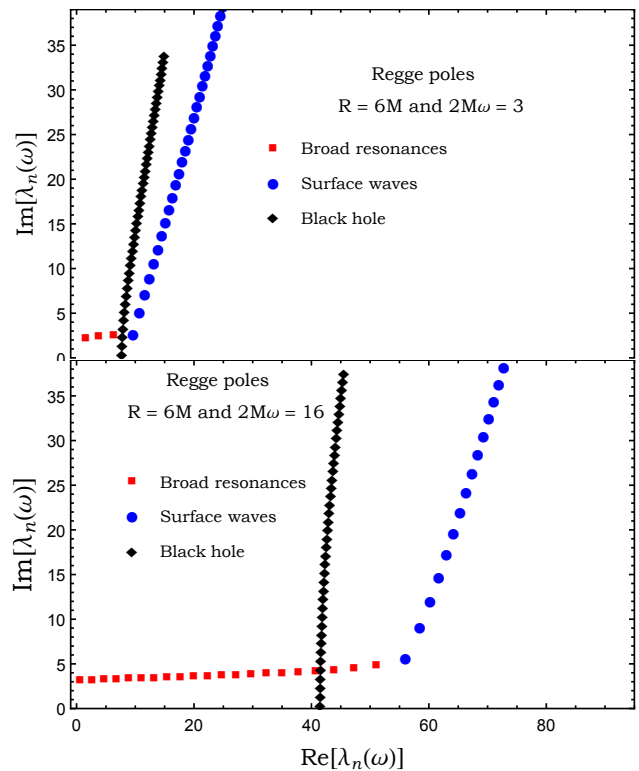 35
30
25
20
15
10
5
0
Im[λn(ω)]
Regge poles
R = 6M and 2Mω = 3
Broad resonances
Surface waves
Black hole
35
30
25
20
15
10
5
0
Im[λn(ω)]
Regge poles
R = 6M and 2Mω = 16
Broad resonances
Surface waves
Black hole
0 20 40 60 80
Re[λn(ω)]